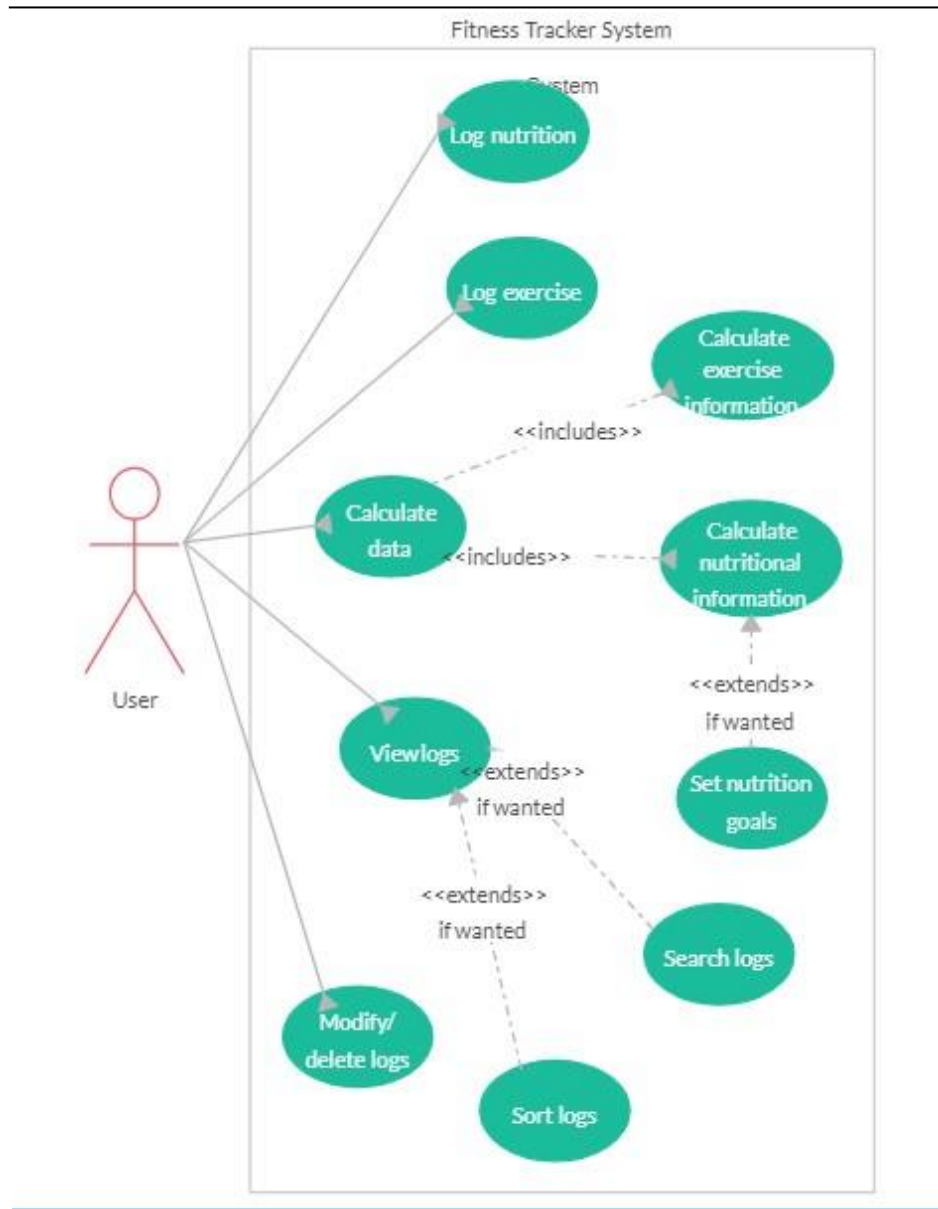 Fitness Tracker System
System
Log nutrition
Log exercise
Calculate
exercise
information
<<includes>>
Calculate
data
<<includes>>
Calculate
nutritional
information
<<extends>>
if wanted
User
View logs
<<extends>>
if wanted
Set nutrition
goals
<<extends>>
if wanted
Search logs
Modify/
delete logs
Sort logs